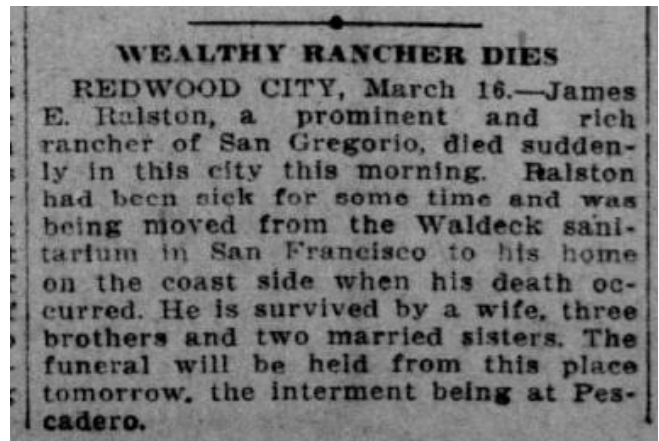 WEALTHY RANCHER DIES
REDWOOD CITY, March 16.—James
E. Ralston, a prominent and rich
rancher of San Gregorio, died sudden-
ly in this city this morning. Ralston
had been sick for some time and was
being moved from the Waldeck sani-
tarium in San Francisco to his home
on the coast side when his death oc-
curred. He is survived by a wife, three
brothers and two married sisters. The
funeral will be held from this place
tomorrow, the interment being at Pes-
cadero.